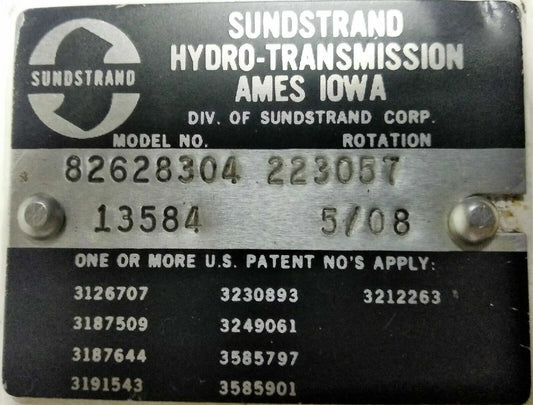 SUNDSTRAND
SUNDSTRAND
HYDRO-TRANSMISSION
AMES IOWA
DIV. OF SUNDSTRAND CORP.
MODEL NO. ROTATION
82628304 223057
13584 5/08
ONE OR MORE U.S. PATENT NO'S APPLY:
3126707 3230893 3212263
3187509 3249061
3187644 3585797
3191543 3585901